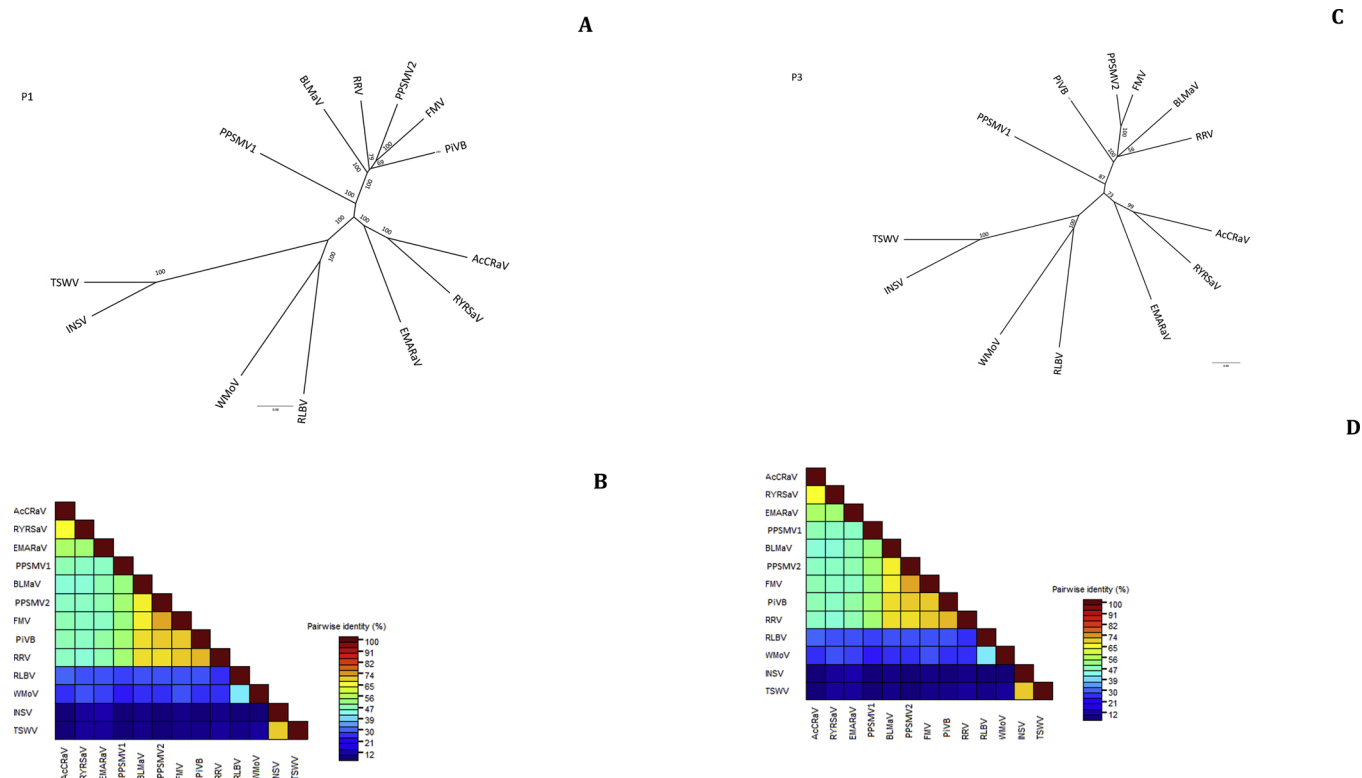 A
P1
BLMaV
RRV
PPSMV2
FMV
PiVB
PPSMV1
79
100
69
100
100
100
100
100
100
100
100
AcCRaV
RYRSaV
EMARaV
TSWV
INSV
WMoV
RLBV
C
P3
PiVB
PPSMV2
FMV
BLMaV
RRV
PPSMV1
100
100
87
73
99
100
100
AcCRaV
RYRSaV
EMARaV
TSWV
INSV
WMoV
RLBV
B
AcCRaV
RYRSaV
EMARaV
PPSMV1
BLMaV
PPSMV2
FMV
PiVB
RRV
RLBV
WMoV
INSV
TSWV
AcCRaV RYRSaV EMARaV PPSMV1 BLMaV PPSMV2 FMV PiVB RRV RLBV WMoV INSV TSWV
Pairwise identity (%)
100
91
82
74
65
56
47
39
30
21
12
D
AcCRaV
RYRSaV
EMARaV
PPSMV1
BLMaV
PPSMV2
FMV
PiVB
RRV
RLBV
WMoV
INSV
TSWV
AcCRaV RYRSaV EMARaV PPSMV1 BLMaV PPSMV2 FMV PiVB RRV RLBV WMoV INSV TSWV
Pairwise identity (%)
100
91
82
74
65
56
47
39
30
21
12